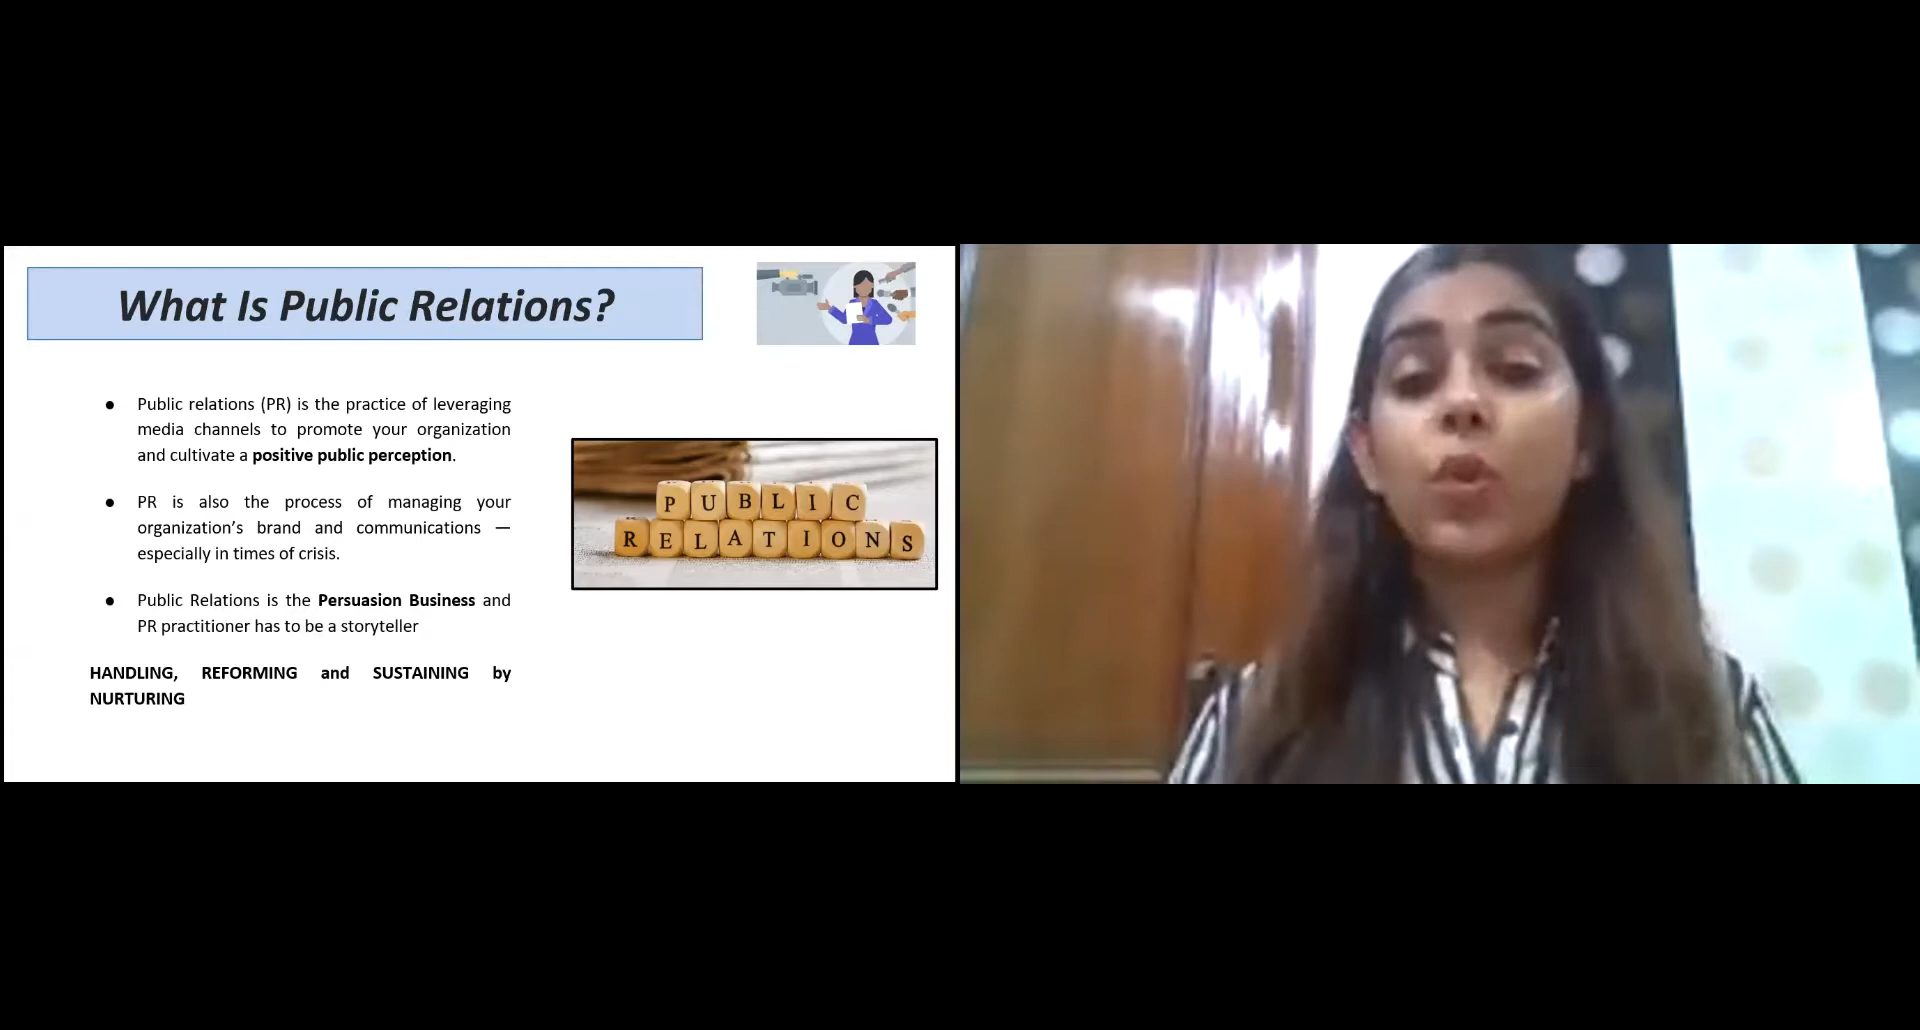 What Is Public Relations?
● Public relations (PR) is the practice of leveraging
media channels to promote your organization
and cultivate a positive public perception.
● PR is also the process of managing your
organization’s brand and communications —
especially in times of crisis.
● Public Relations is the Persuasion Business and
PR practitioner has to be a storyteller
HANDLING, REFORMING and SUSTAINING by
NURTURING
PUBLIC
RELATIONS